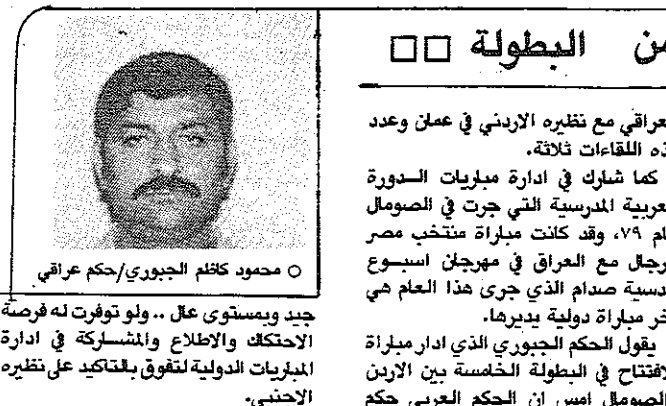 من البطولة □□
عراقي مع نظيره الاردني في عمان وعدد
ذه اللقاءات ثلاثة.
كما شارك في ادارة مباريات الـدورة
عربية المدرسية التي جرت في الصومال
ام ٧٩، وقد كانت مباراة منتخب مصر
رجال مع العراق في مهرجان اسبـوع
دسية صدام الذي جرى هذا العام هي
خر مباراة دولية يديرها.
يقول الحكم الجبوري الذي ادار مباراة
لافتتاح في البطولة الخامسة بين الاردن
الصومال امس ان الحكم العربي حكم
○ محمود كاظم الجبوري/حكم عراقي
جيد وبمستوى عال .. ولو توفرت له فرصة
الاحتكاك والاطلاع والمشـاركة في ادارة
المباريات الدولية لتفوق بالتاكيد على نظيره
الاجنبي.